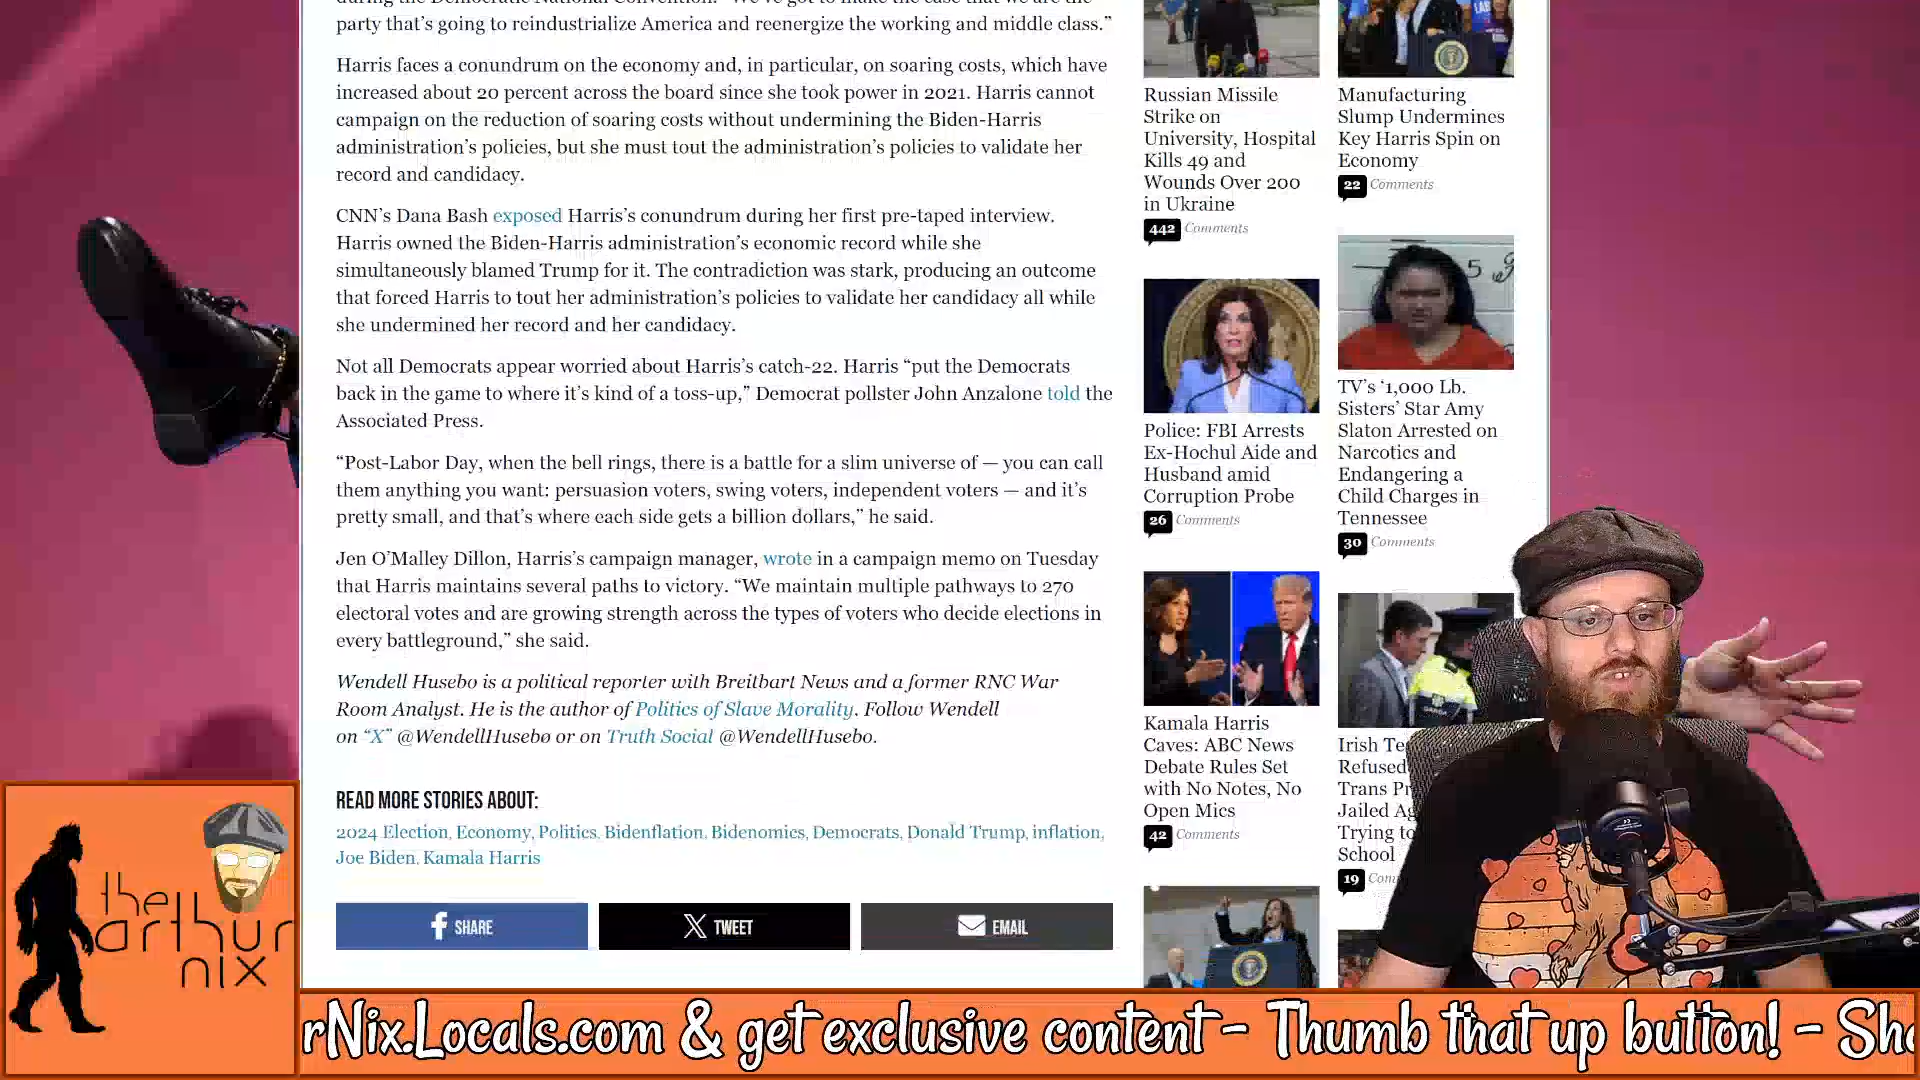 party that's going to reindustrialize America and reenergize the working and middle class.”
Harris faces a conundrum on the economy and, in particular, on soaring costs, which have
increased about 20 percent across the board since she took power in 2021. Harris cannot
campaign on the reduction of soaring costs without undermining the Biden-Harris
administration’s policies, but she must tout the administration’s policies to validate her
record and candidacy.
CNN’s Dana Bash exposed Harris’s conundrum during her first pre-taped interview.
Harris owned the Biden-Harris administration’s economic record while she
simultaneously blamed Trump for it. The contradiction was stark, producing an outcome
that forced Harris to tout her administration’s policies to validate her candidacy all while
she undermined her record and her candidacy.
Not all Democrats appear worried about Harris’s catch-22. Harris “put the Democrats
back in the game to where it’s kind of a toss-up,” Democrat pollster John Anzalone told the
Associated Press.
“Post-Labor Day, when the bell rings, there is a battle for a slim universe of — you can call
them anything you want: persuasion voters, swing voters, independent voters — and it’s
pretty small, and that’s where each side gets a billion dollars,” he said.
Jen O’Malley Dillon, Harris’s campaign manager, wrote in a campaign memo on Tuesday
that Harris maintains several paths to victory. “We maintain multiple pathways to 270
electoral votes and are growing strength across the types of voters who decide elections in
every battleground,” she said.
Wendell Husebo is a political reporter with Breitbart News and a former RNC War
Room Analyst. He is the author of Politics of Slave Morality. Follow Wendell
on “X” @WendellHusebø or on Truth Social @WendellHusebo.
READ MORE STORIES ABOUT:
2024 Election, Economy, Politics, Bidenflation, Bidenomics, Democrats, Donald Trump, inflation,
Joe Biden, Kamala Harris
SHARE
TWEET
EMAIL
Russian Missile
Strike on
University, Hospital
Kills 49 and
Wounds Over 200
in Ukraine
442 Comments
Police: FBI Arrests
Ex-Hochul Aide and
Husband amid
Corruption Probe
26 Comments
Kamala Harris
Caves: ABC News
Debate Rules Set
with No Notes, No
Open Mics
42 Comments
Manufacturing
Slump Undermines
Key Harris Spin on
Economy
22 Comments
TV’s ‘1,000 Lb.
Sisters’ Star Amy
Slaton Arrested on
Narcotics and
Endangering a
Child Charges in
Tennessee
30 Comments
Irish Te
Refused
Trans Pr
Jailed Ag
Trying to
School
19 Com
the
arthur
nix
rNix.Locals.com & get exclusive content - Thumb that up button! - Sha